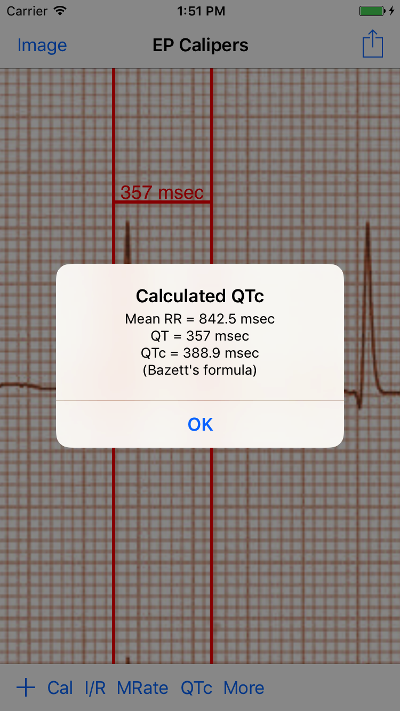 Carrier 1:51 PM
Image EP Calipers
357 msec
Calculated QTc
Mean RR = 842.5 msec
QT = 357 msec
QTc = 388.9 msec
(Bazett's formula)
OK
+ Cal I/R MRate QTc More